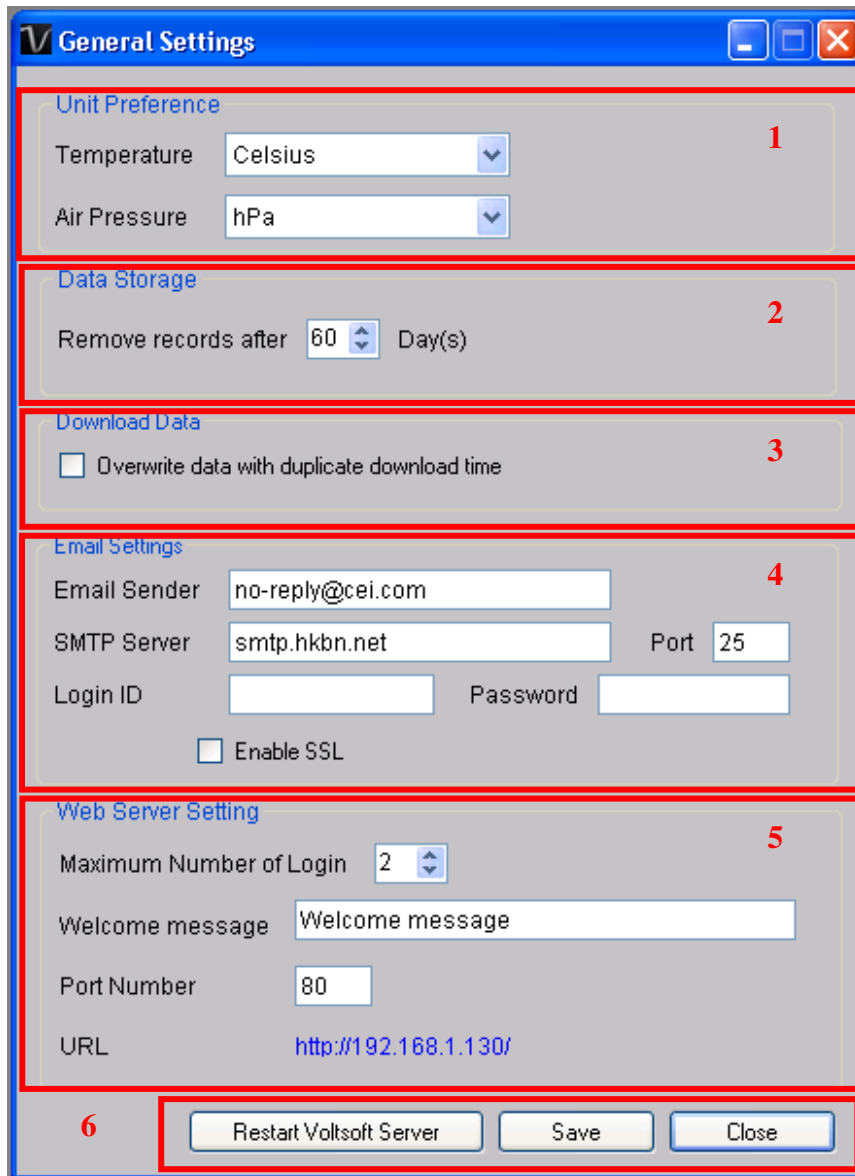 General Settings
Unit Preference
1
Temperature Celsius
Air Pressure hPa
Data Storage
2
Remove records after 60 Day(s)
Download Data
3
Overwrite data with duplicate download time
Email Settings
4
Email Sender no-reply@cei.com
SMTP Server smtp.hkbn.net Port 25
Login ID Password
Enable SSL
Web Server Setting
5
Maximum Number of Login 2
Welcome message Welcome message
Port Number 80
URL http://192.168.1.130/
6 Restart Voltsoft Server Save Close